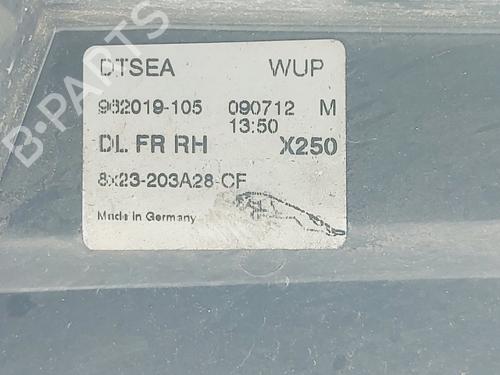 DTSEA WUP
962019-105 090712 M
13:50
DL FR RH X250
8x23-203A28-CF
Made in Germany
B-PARTS